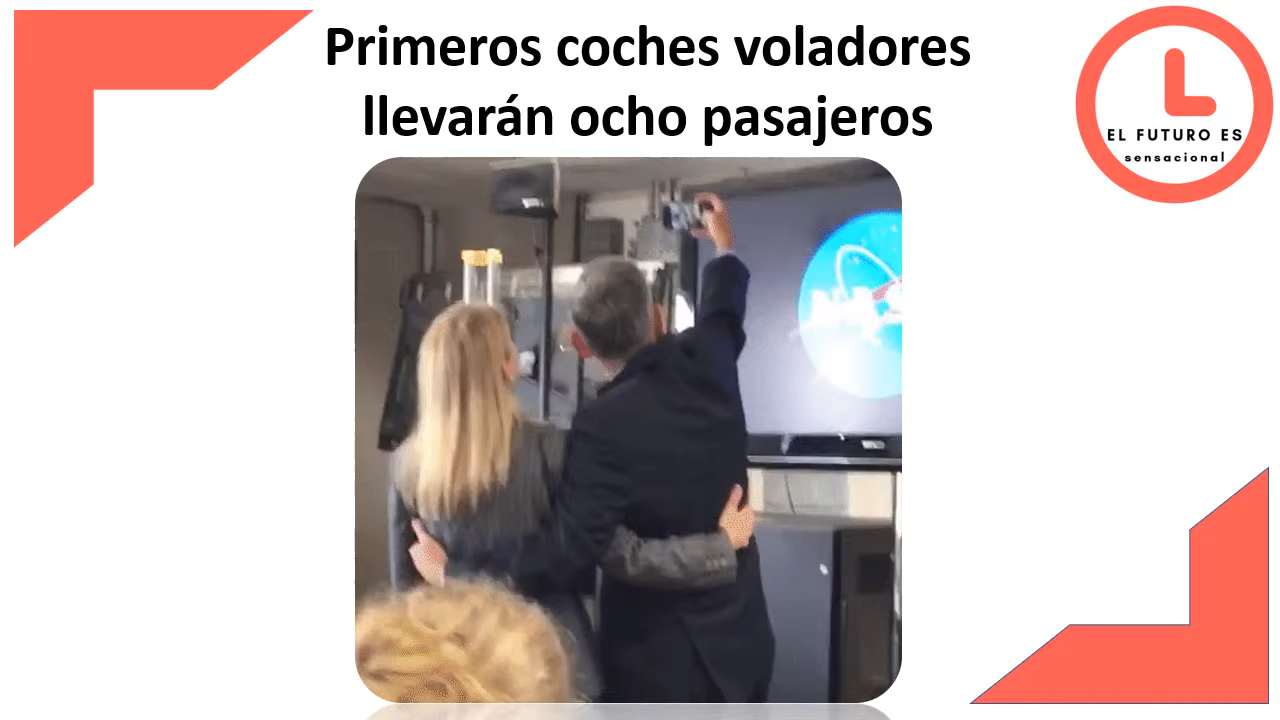 Primeros coches voladores
llevarán ocho pasajeros
EL FUTURO ES
sensacional